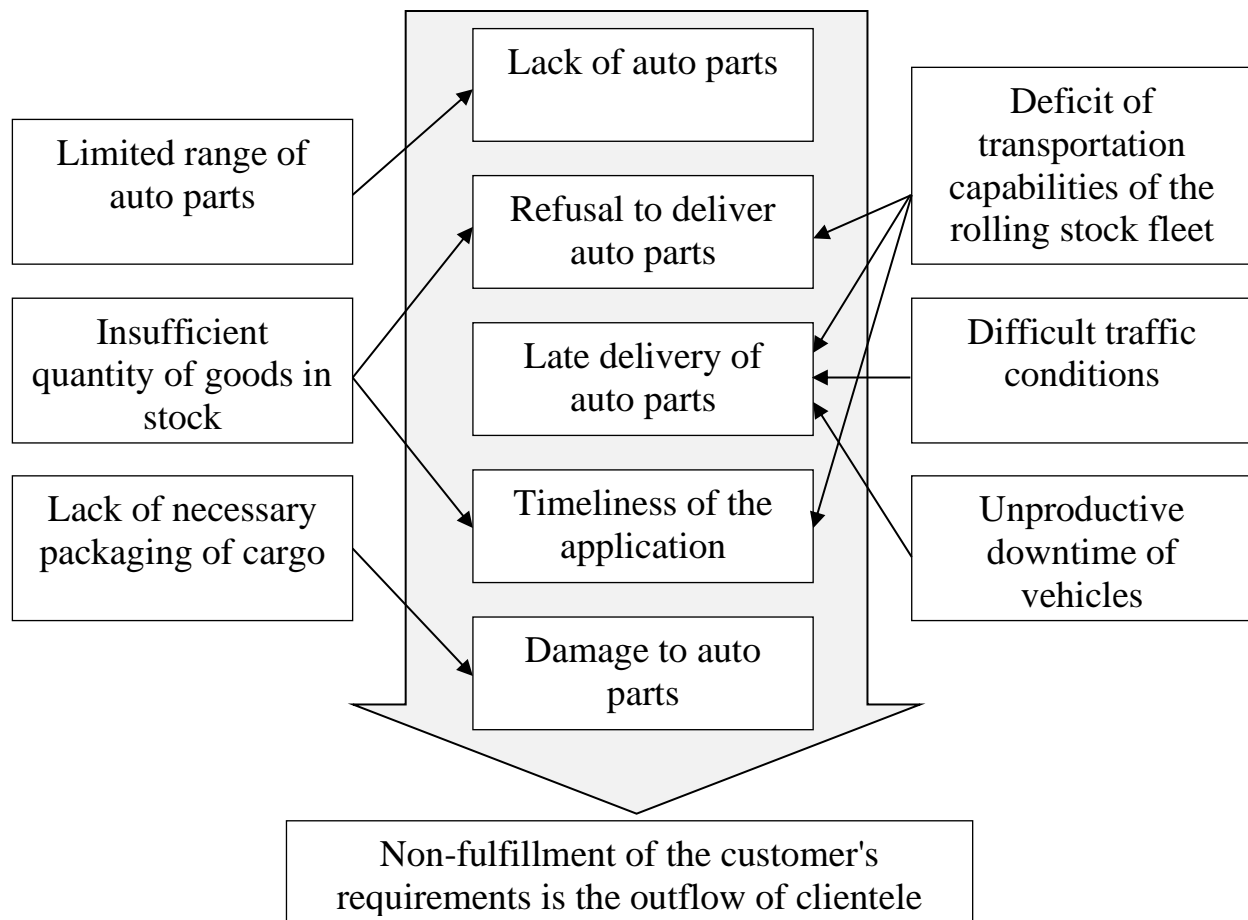 Lack of auto parts
Limited range of
auto parts
Deficit of
transportation
capabilities of the
rolling stock fleet
Refusal to deliver
auto parts
Insufficient
quantity of goods in
stock
Late delivery of
auto parts
Difficult traffic
conditions
Lack of necessary
packaging of cargo
Timeliness of the
application
Unproductive
downtime of
vehicles
Damage to auto
parts
Non-fulfillment of the customer's
requirements is the outflow of clientele